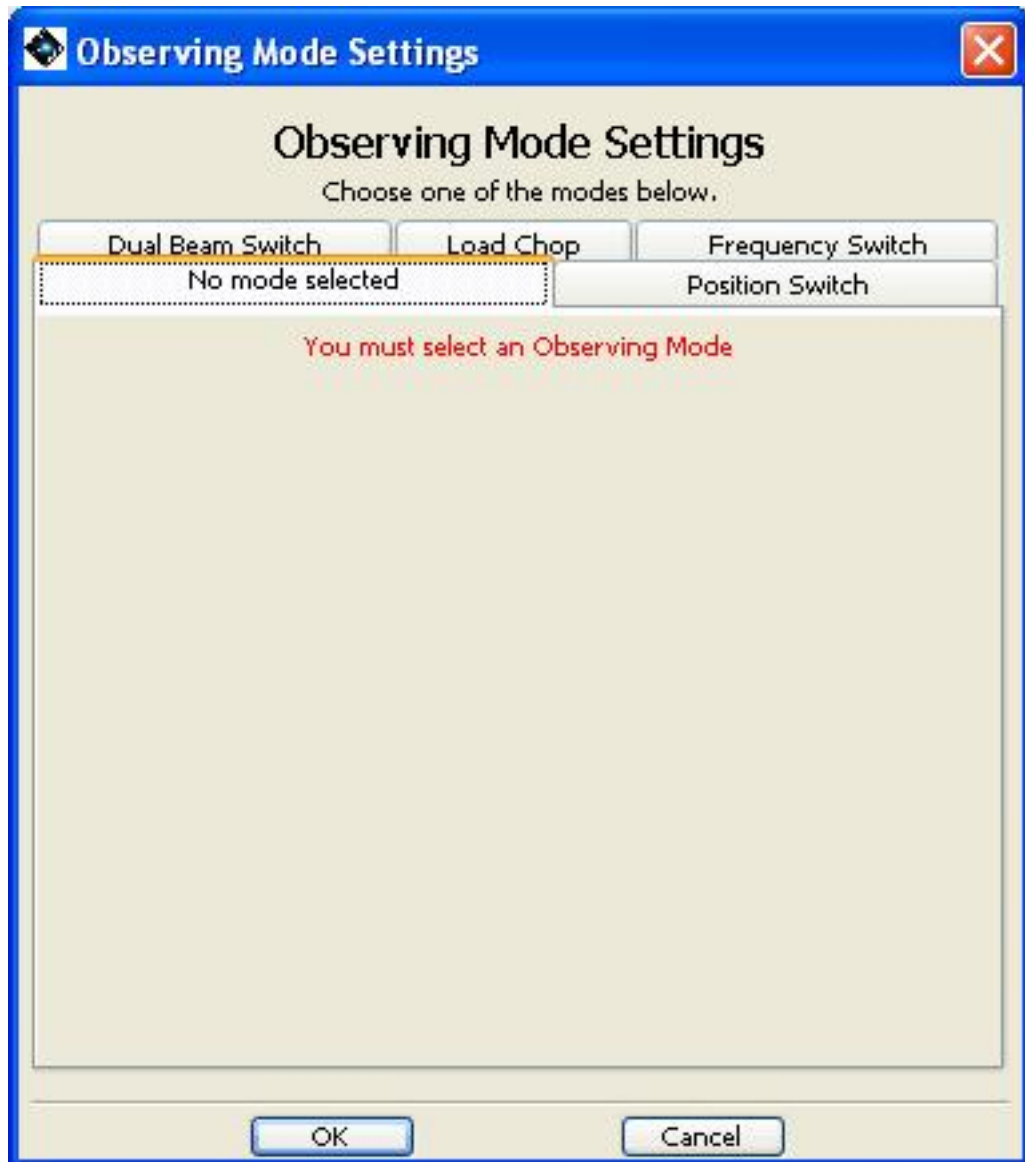 Observing Mode Settings
Observing Mode Settings
Choose one of the modes below.
Dual Beam Switch Load Chop Frequency Switch
No mode selected Position Switch
You must select an Observing Mode
OK Cancel